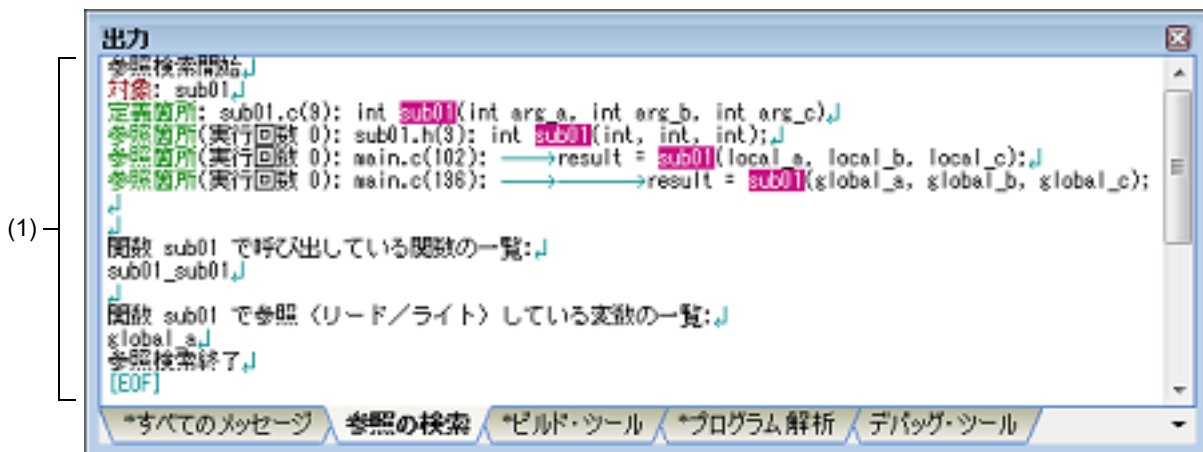 出力
参照検索開始↲
対象: sub01↲
定義箇所: sub01.c(9): int sub01(int arg_a, int arg_b, int arg_c)↲
参照箇所(実行回数 0): sub01.h(3): int sub01(int, int, int);↲
参照箇所(実行回数 0): main.c(102): ⟶result = sub01(local_a, local_b, local_c);↲
参照箇所(実行回数 0): main.c(136): ⟶⟶result = sub01(global_a, global_b, global_c);
↲
↲
(1)
関数 sub01 で呼び出している関数の一覧:↲
sub01_sub01↲
↲
関数 sub01 で参照（リード／ライト）している変数の一覧:↲
global_a↲
参照検索終了↲
[EOF]
*すべてのメッセージ 参照の検索 *ビルド・ツール *プログラム解析 デバッグ・ツール